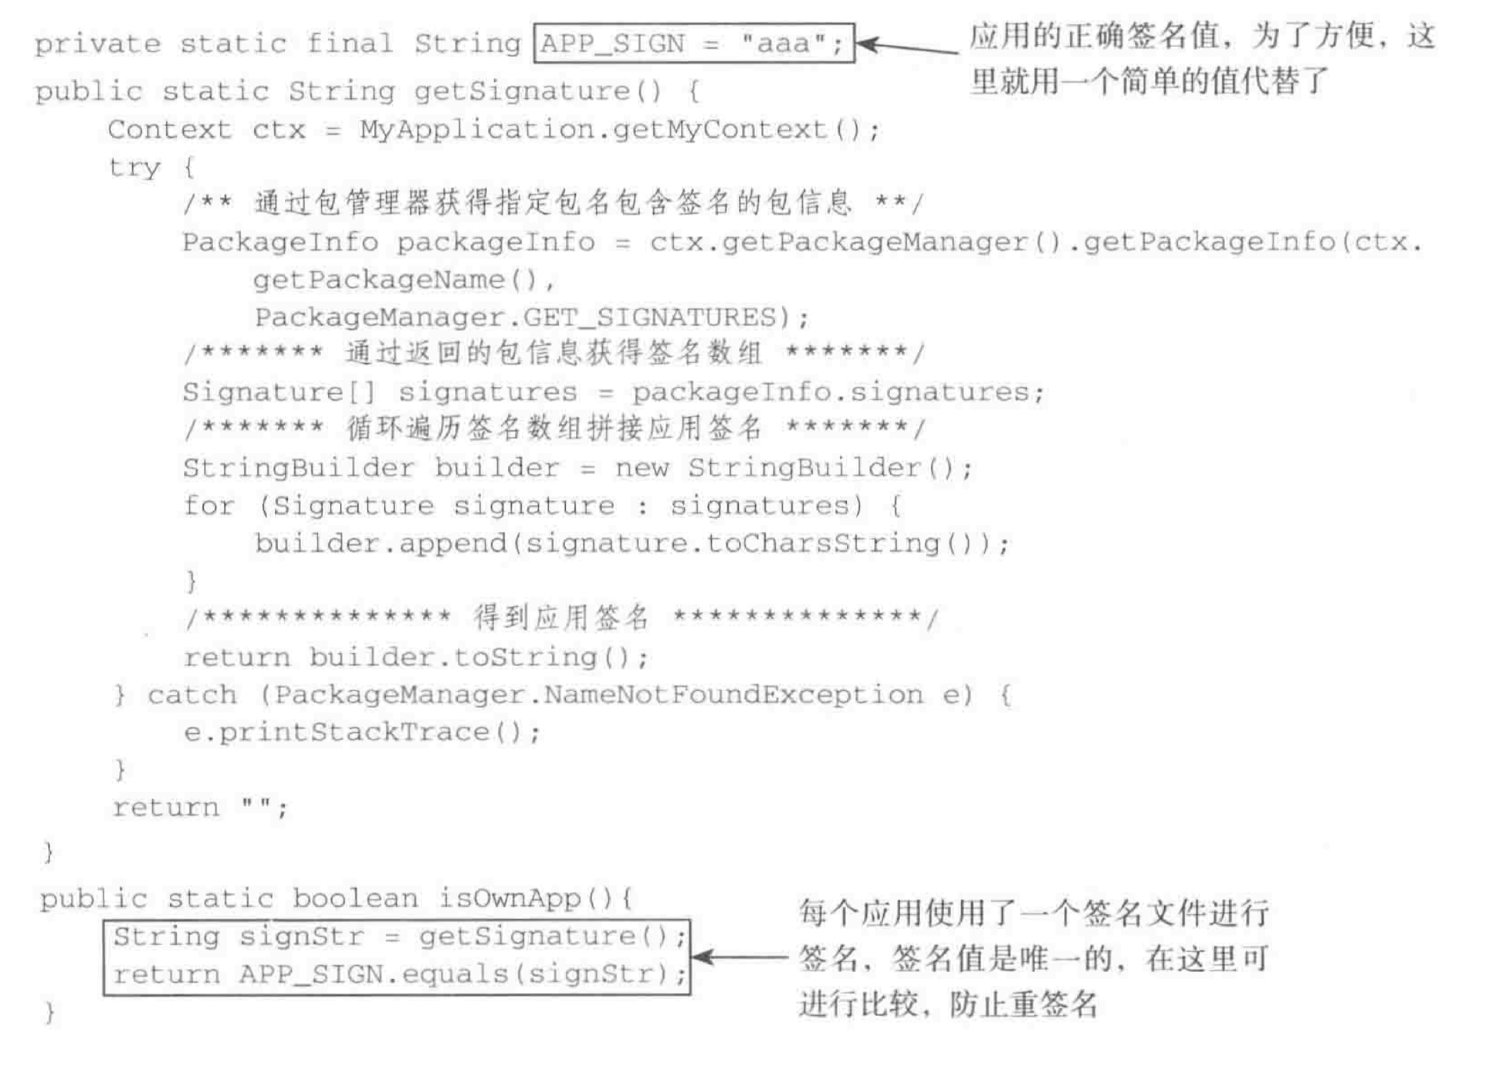 private static final String APP_SIGN = "aaa";
应用的正确签名值，为了方便，这
里就用一个简单的值代替了
public static String getSignature() {
Context ctx = MyApplication.getMyContext();
try {
/** 通过包管理器获得指定包名包含签名的包信息 **/
PackageInfo packageInfo = ctx.getPackageManager().getPackageInfo(ctx.
getPackageName(),
PackageManager.GET_SIGNATURES);
/******* 通过返回的包信息获得签名数组 *******/
Signature[] signatures = packageInfo.signatures;
/******* 循环遍历签名数组拼接应用签名 *******/
StringBuilder builder = new StringBuilder();
for (Signature signature : signatures) {
builder.append(signature.toCharsString());
}
/************** 得到应用签名 **************/
return builder.toString();
} catch (PackageManager.NameNotFoundException e) {
e.printStackTrace();
}
return "";
}
public static boolean isOwnApp(){
String signStr = getSignature();
return APP_SIGN.equals(signStr);
}
每个应用使用了一个签名文件进行
签名，签名值是唯一的，在这里可
进行比较，防止重签名